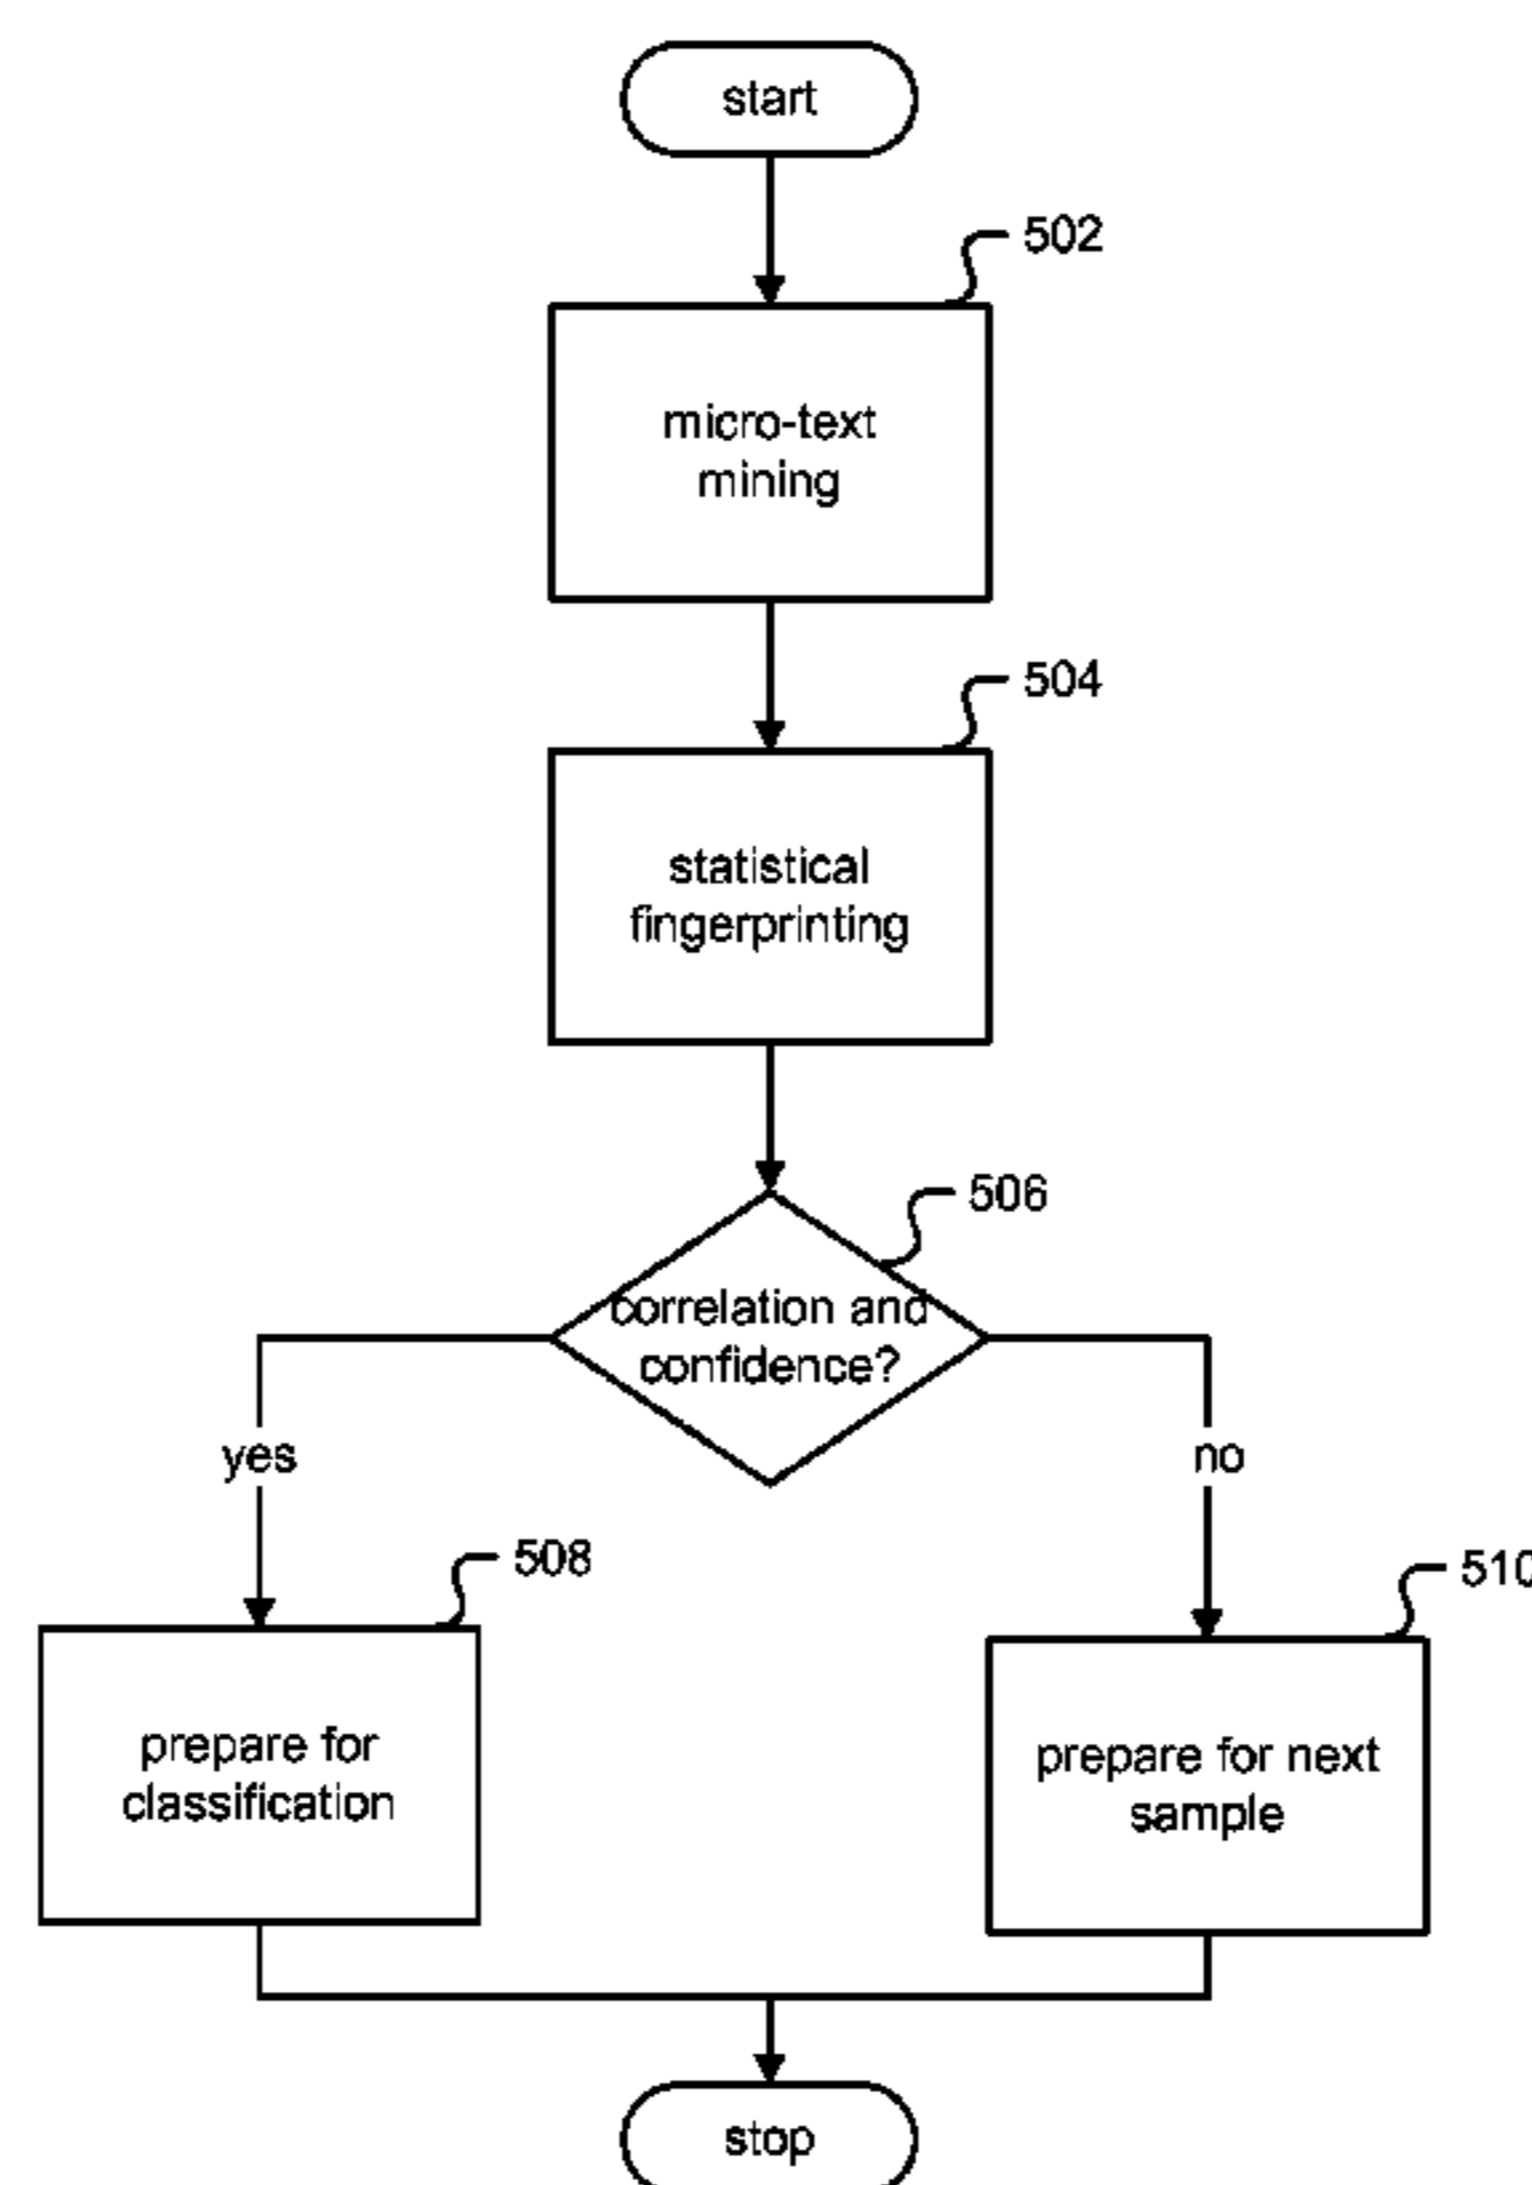 start
502
micro-text
mining
504
statistical
fingerprinting
506
correlation and
confidence?
yes
no
508
510
prepare for
classification
prepare for next
sample
stop